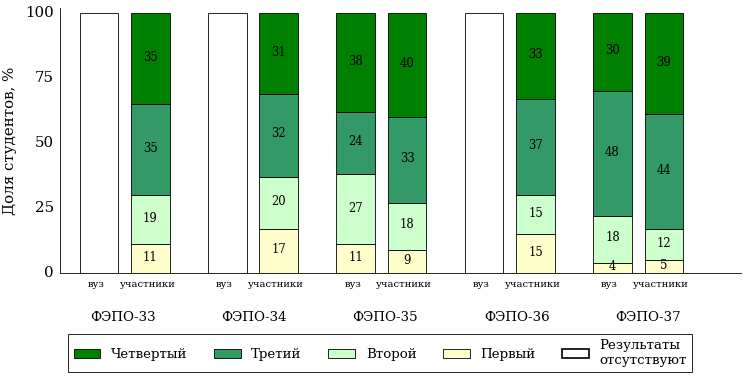 Доля студентов, %
100
75
50
25
0
35 31 38 40 33 30 39
35 32 24 33 37 48 44
19 20 27 18 15 18 12
11 17 11 9 15 4 5
вуз участники вуз участники вуз участники вуз участники вуз участники
ФЭПО-33 ФЭПО-34 ФЭПО-35 ФЭПО-36 ФЭПО-37
Четвертый Третий Второй Первый Результаты
отсутствуют